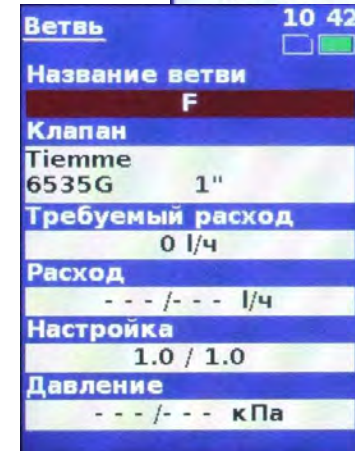 Ветвь 10 42
Название ветви
F
Клапан
Tiemme
6535G 1"
Требуемый расход
0 l/ч
Расход
- - - /- - - l/ч
Настройка
1.0 / 1.0
Давление
- - - /- - - кПа